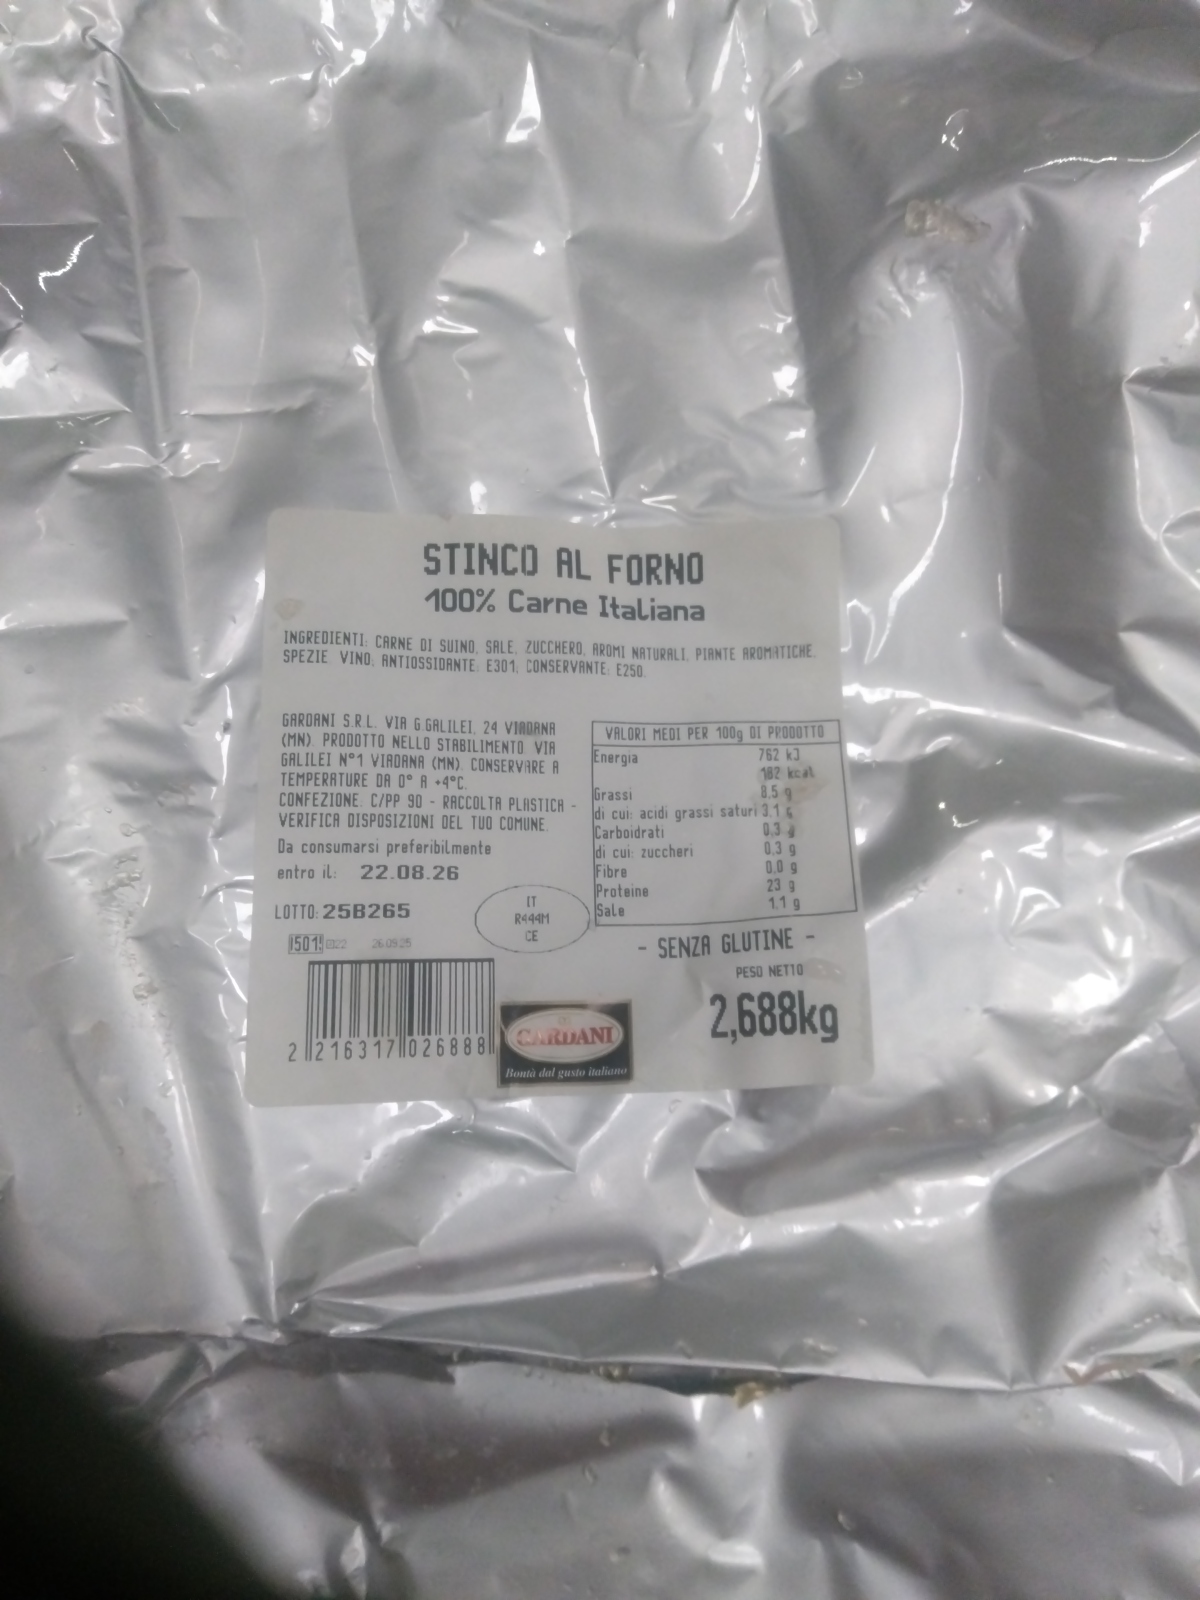 STINCO AL FORNO
100% Carne Italiana
INGREDIENTI: CARNE DI SUINO, SALE, ZUCCHERO, AROMI NATURALI, PIANTE AROMATICHE,
SPEZIE, VINO, ANTIOSSIDANTE: E301, CONSERVANTE: E250.
GARDANI S.R.L. VIA G.GALILEI, 24 VIADANA
(MN). PRODOTTO NELLO STABILIMENTO VIA
GALILEI N°1 VIADANA (MN). CONSERVARE A
TEMPERATURE DA 0° A +4°C.
CONFEZIONE: C/PP 90 - RACCOLTA PLASTICA -
VERIFICA DISPOSIZIONI DEL TUO COMUNE.
Da consumarsi preferibilmente
entro il: 22.08.26
LOTTO: 25B265
1501 26.09.25
2 216317 026888
IT
R444M
CE
VALORI MEDI PER 100g DI PRODOTTO
Energia 762 kJ
182 kcal
Grassi 8,5 g
di cui: acidi grassi saturi 3,1 g
Carboidrati 0,3 g
di cui: zuccheri 0,3 g
Fibre 0,0 g
Proteine 23 g
Sale 1,1 g
- SENZA GLUTINE -
PESO NETTO
2,688kg
GARDANI
Bontà dal gusto italiano